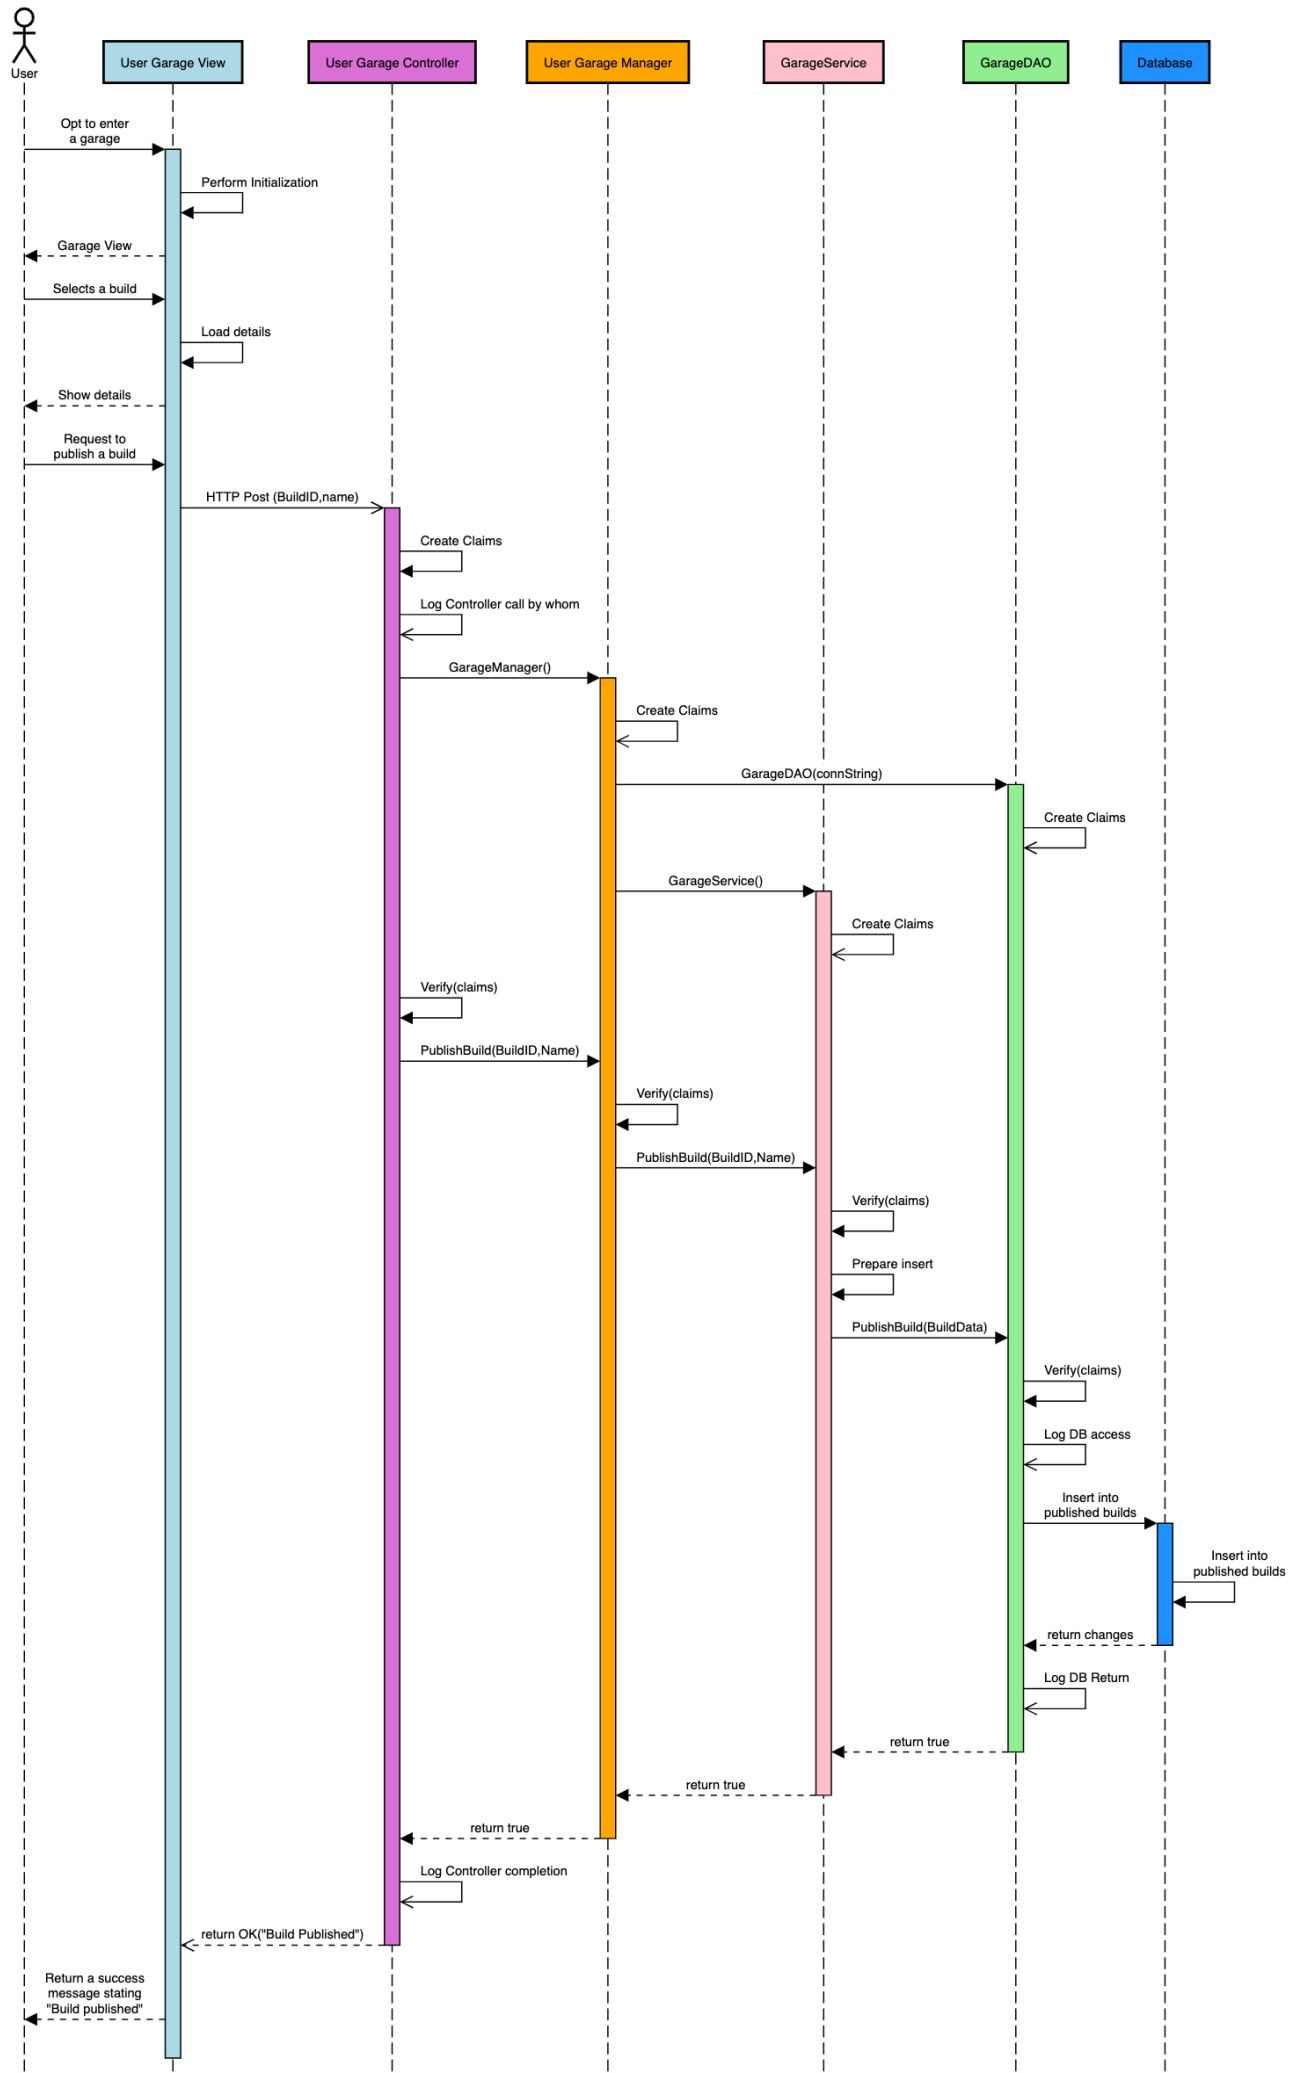 User
User Garage View
User Garage Controller
User Garage Manager
GarageService
GarageDAO
Database
Opt to enter
a garage
Perform Initialization
Garage View
Selects a build
Load details
Show details
Request to
publish a build
HTTP Post (BuildID,name)
Create Claims
Log Controller call by whom
GarageManager()
Create Claims
GarageDAO(connString)
Create Claims
GarageService()
Create Claims
Verify(claims)
PublishBuild(BuildID,Name)
Verify(claims)
PublishBuild(BuildID,Name)
Verify(claims)
Prepare insert
PublishBuild(BuildData)
Verify(claims)
Log DB access
Insert into
published builds
Insert into
published builds
return changes
Log DB Return
return true
return true
return true
Log Controller completion
return OK("Build Published")
Return a success
message stating
"Build published"